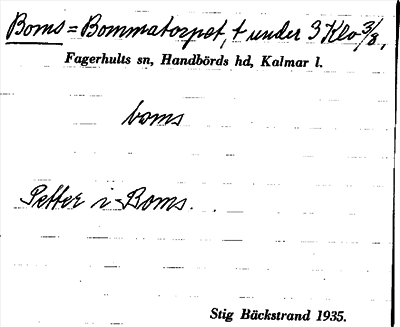 Boms = Bommatorpet, t under 3 Klo 3/8,
Fagerhults sn, Handbörds hd, Kalmar l.
boms
Petter i Boms.
Stig Bäckstrand 1935.